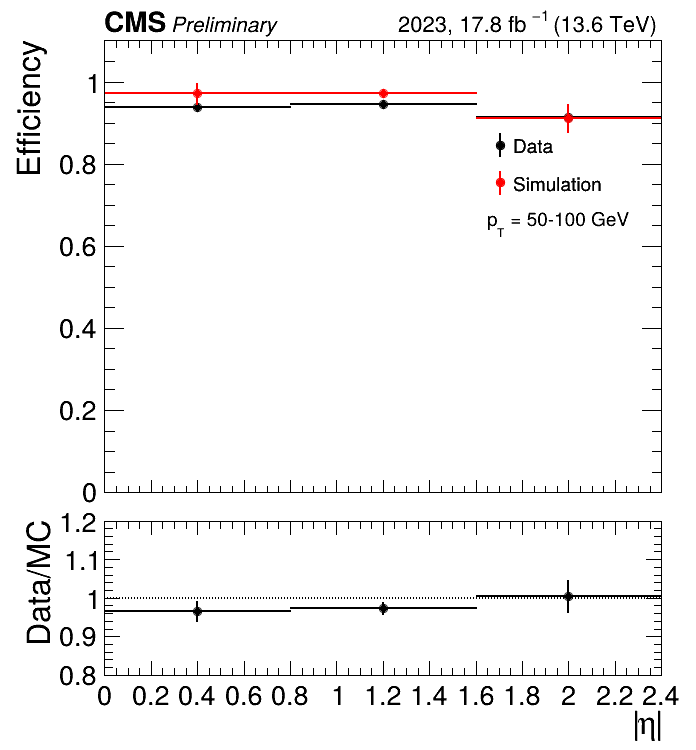 CMS Preliminary 2023, 17.8 fb⁻¹ (13.6 TeV)
Efficiency
1
0.8
0.6
0.4
0.2
0
Data
Simulation
p_T = 50-100 GeV
Data/MC
1.2
1.1
1
0.9
0.8
0 0.2 0.4 0.6 0.8 1 1.2 1.4 1.6 1.8 2 2.2 2.4
|η|